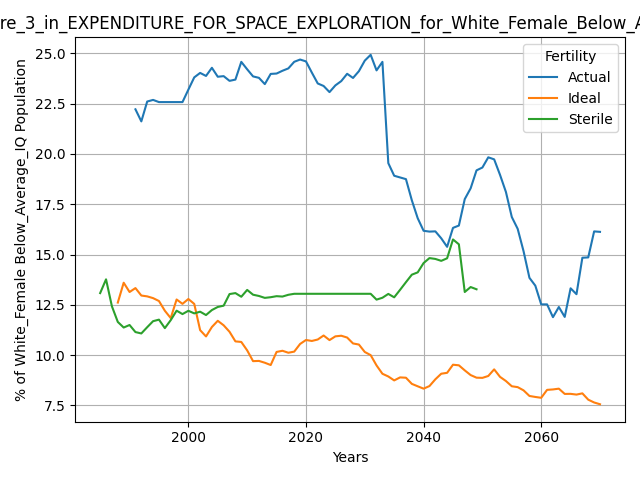 re_3_in_EXPENDITURE_FOR_SPACE_EXPLORATION_for_White_Female_Below_A
Fertility
Actual
Ideal
Sterile
% of White_Female Below_Average_IQ Population
25.0
22.5
20.0
17.5
15.0
12.5
10.0
7.5
2000 2020 2040 2060
Years